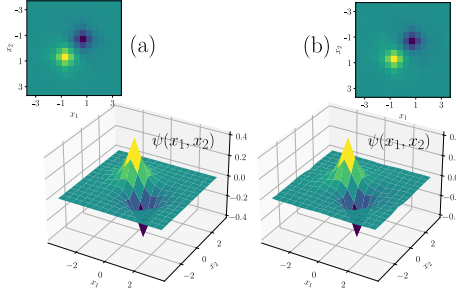 -3
-1
1
3
x₂
-3 -1 1 3
x₁
(a)
ψ(x₁, x₂)
0.4
0.2
0.0
−0.2
−0.4
−2 0 2
x₁
−2
0
2
x₂
-3
-1
1
3
x₂
-3 -1 1 3
x₁
(b)
ψ(x₁, x₂)
0.4
0.2
0.0
−0.2
−0.4
−2 0 2
x₁
−2
0
2
x₂